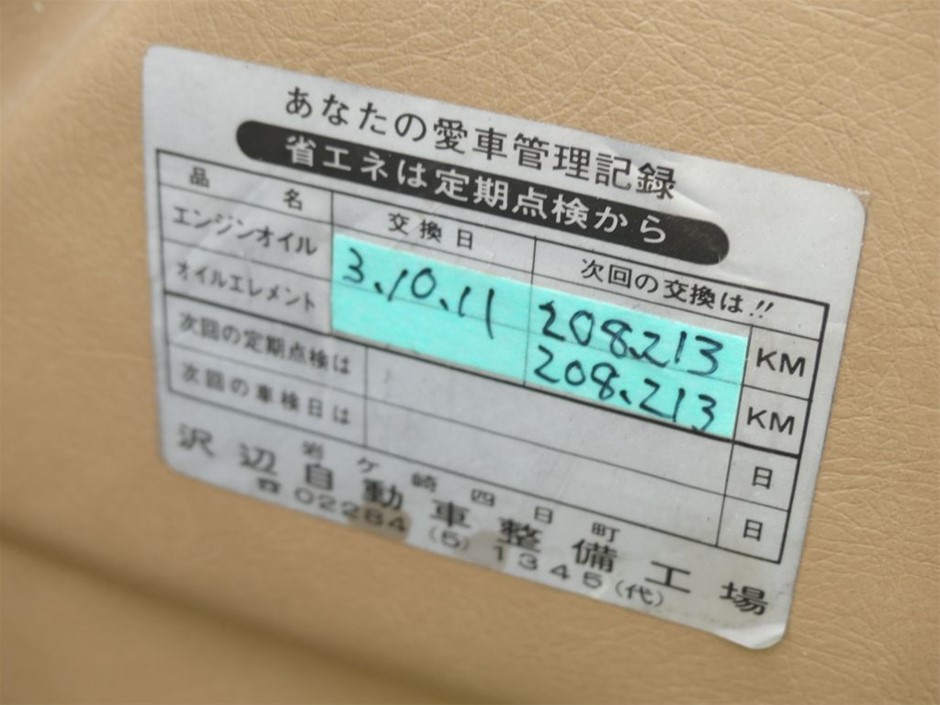 あなたの愛車管理記録
省エネは定期点検から
品名 交換日 次回の交換は!!
エンジンオイル 3.10.11 208.213 KM
オイルエレメント 208.213 KM
次回の定期点検は 日
次回の車検日は 日
岩ケ崎四日町
沢辺自動車整備工場
☎02284(5)1345(代)